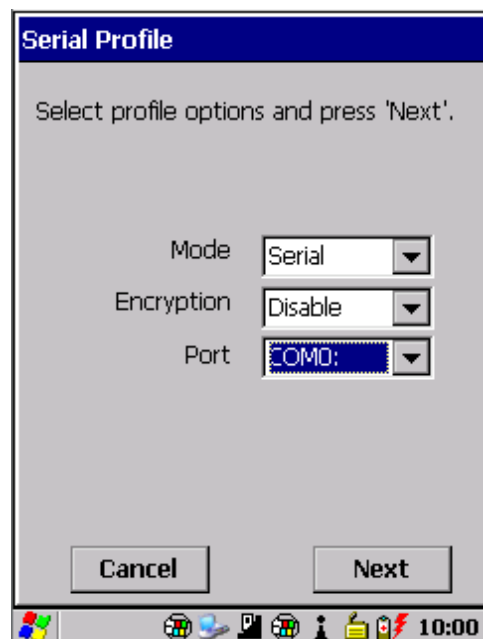 Serial Profile
Select profile options and press 'Next'.
Mode Serial
Encryption Disable
Port COM0:
Cancel Next
10:00